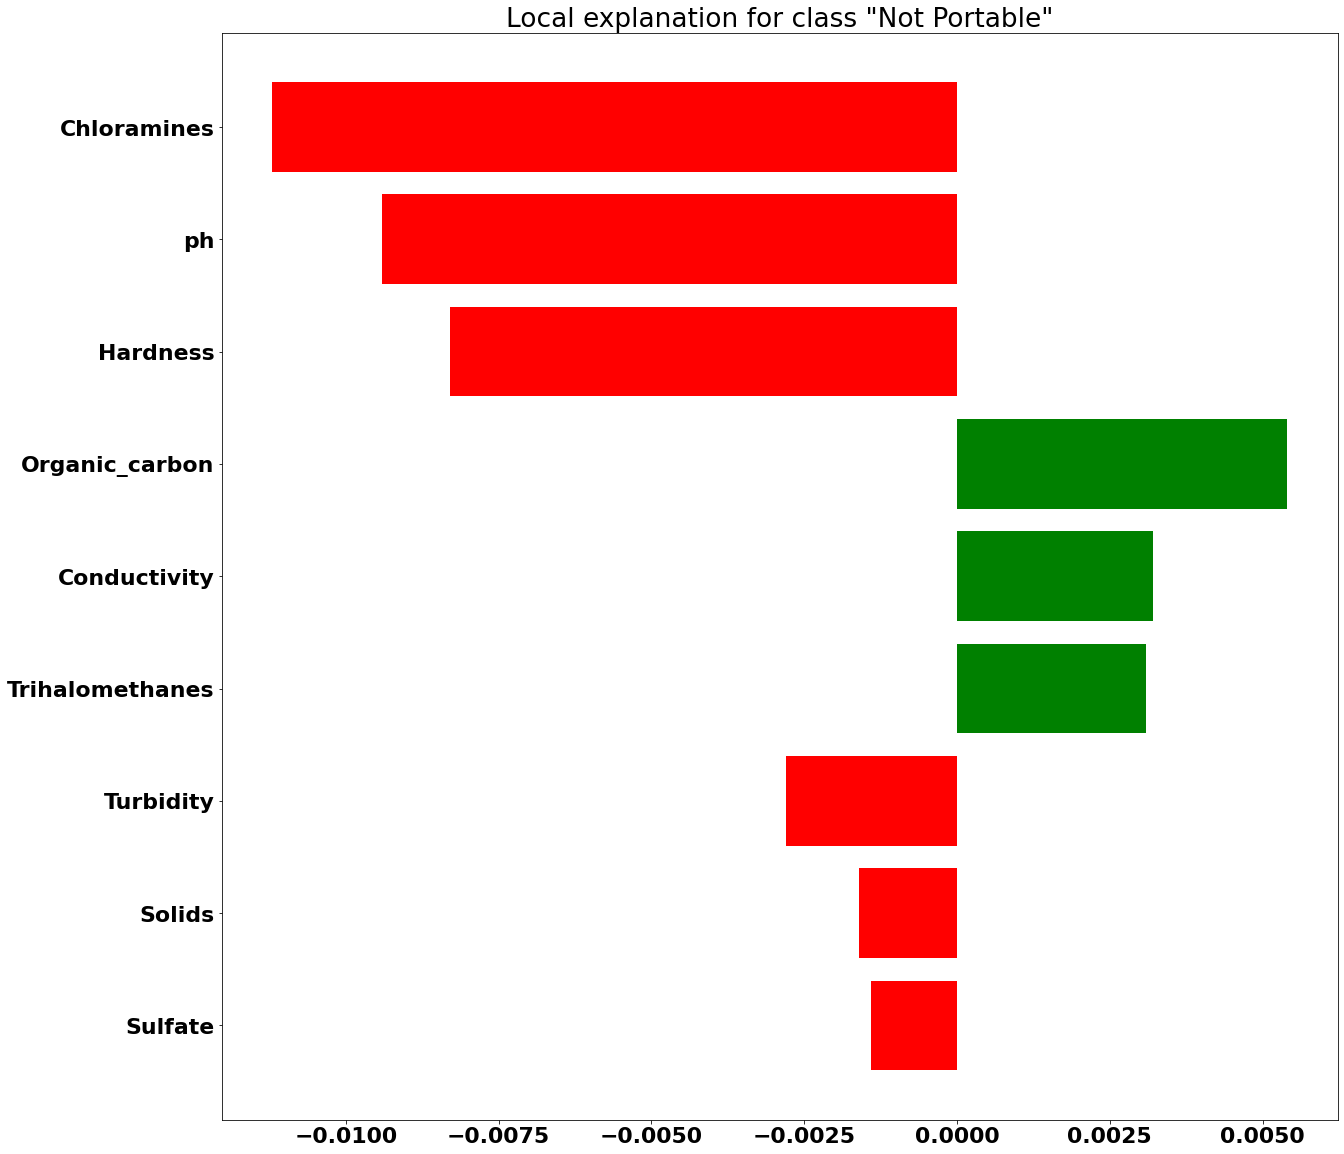 Local explanation for class "Not Portable"
Chloramines
ph
Hardness
Organic_carbon
Conductivity
Trihalomethanes
Turbidity
Solids
Sulfate
−0.0100 −0.0075 −0.0050 −0.0025 0.0000 0.0025 0.0050